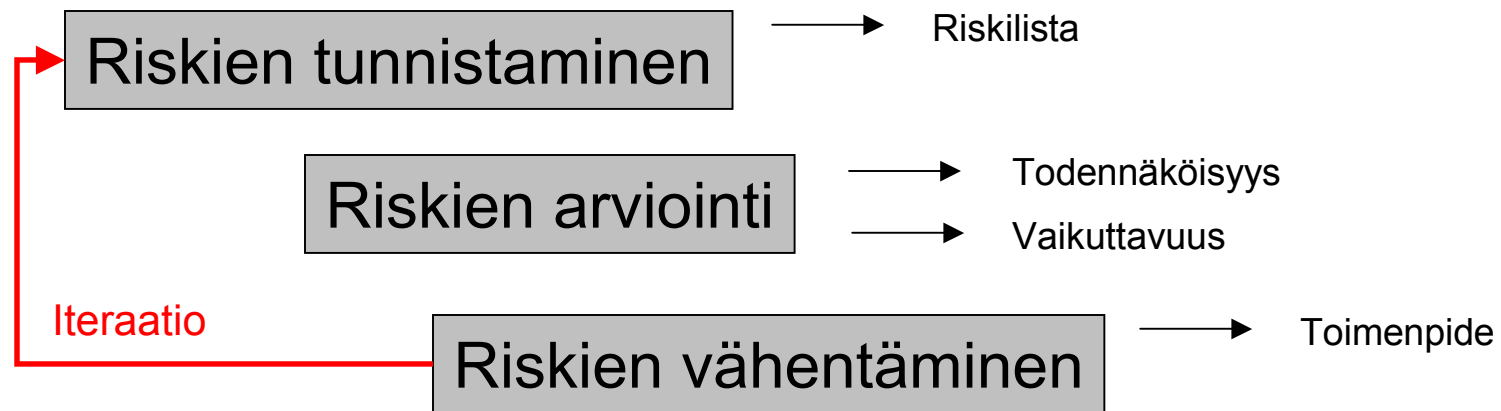 Riskien tunnistaminen
Riskilista
Riskien arviointi
Todennäköisyys
Vaikuttavuus
Iteraatio
Riskien vähentäminen
Toimenpide